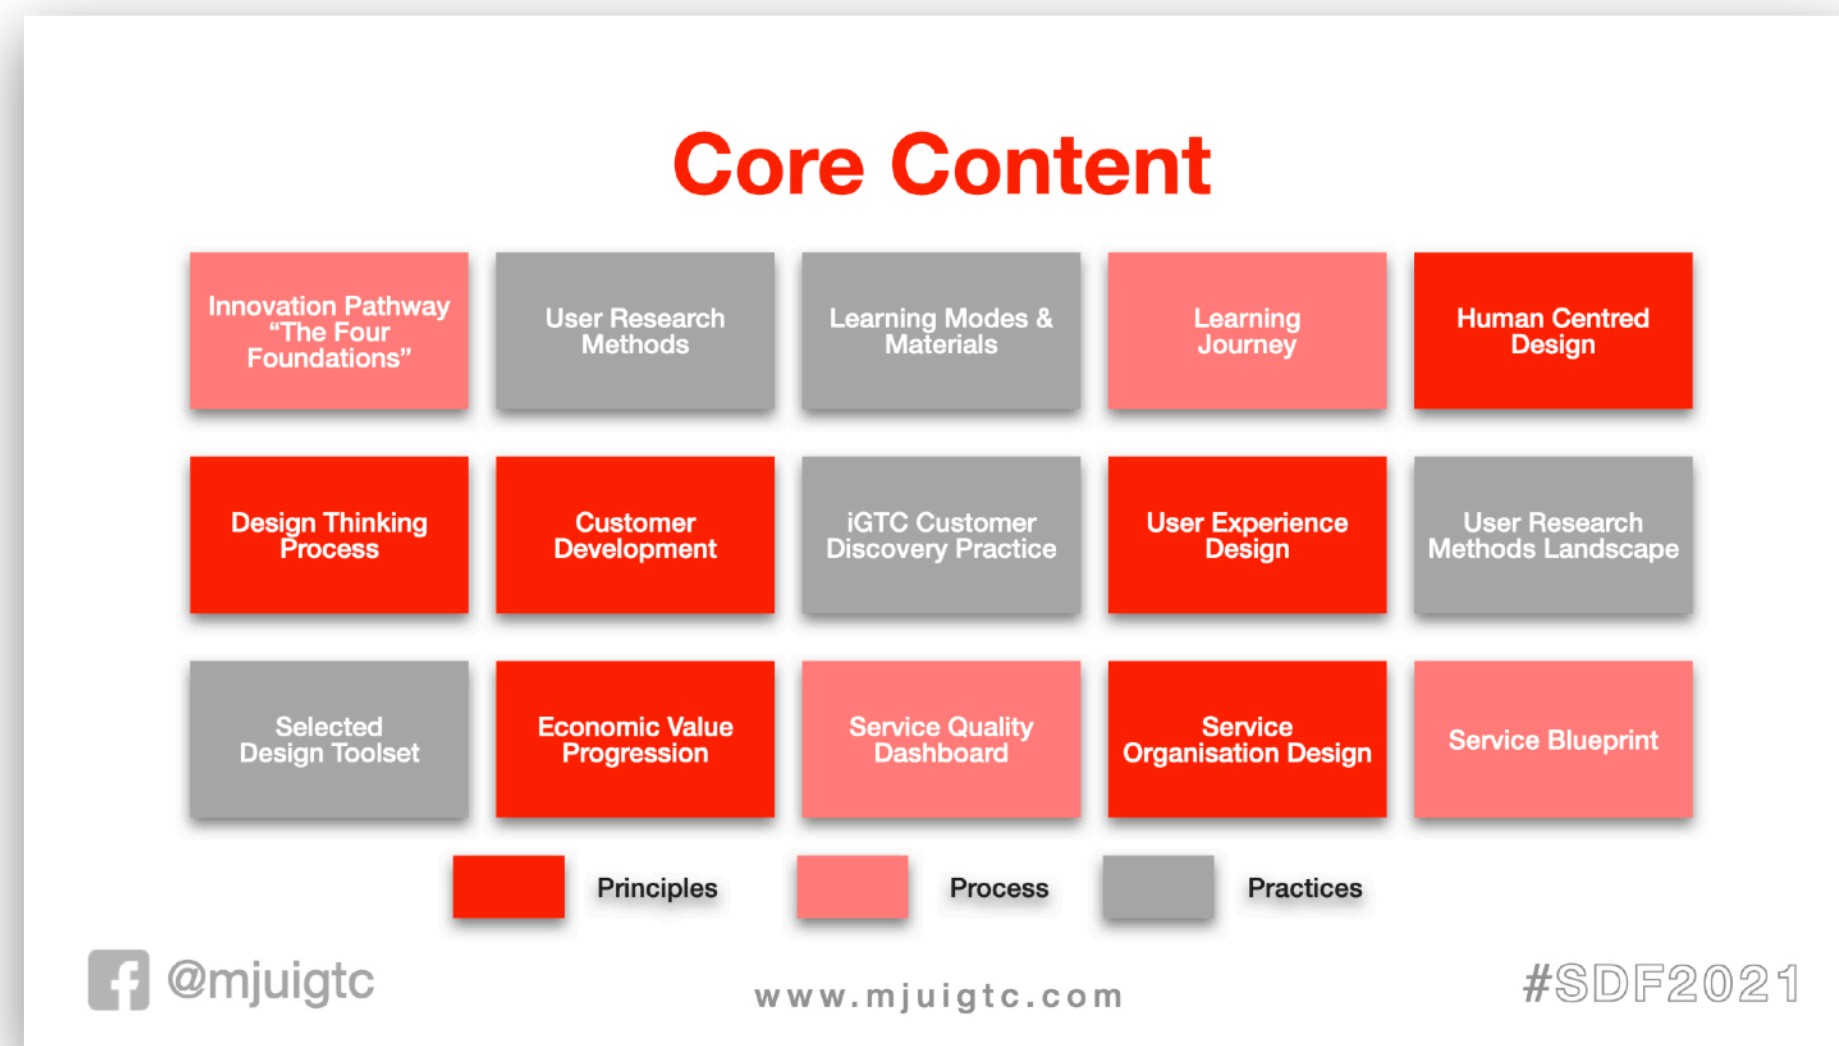 Core Content
Innovation Pathway
“The Four
Foundations”
User Research
Methods
Learning Modes &
Materials
Learning
Journey
Human Centred
Design
Design Thinking
Process
Customer
Development
iGTC Customer
Discovery Practice
User Experience
Design
User Research
Methods Landscape
Selected
Design Toolset
Economic Value
Progression
Service Quality
Dashboard
Service
Organisation Design
Service Blueprint
Principles
Process
Practices
@mjuigtc
www.mjuigtc.com
#SDF2021